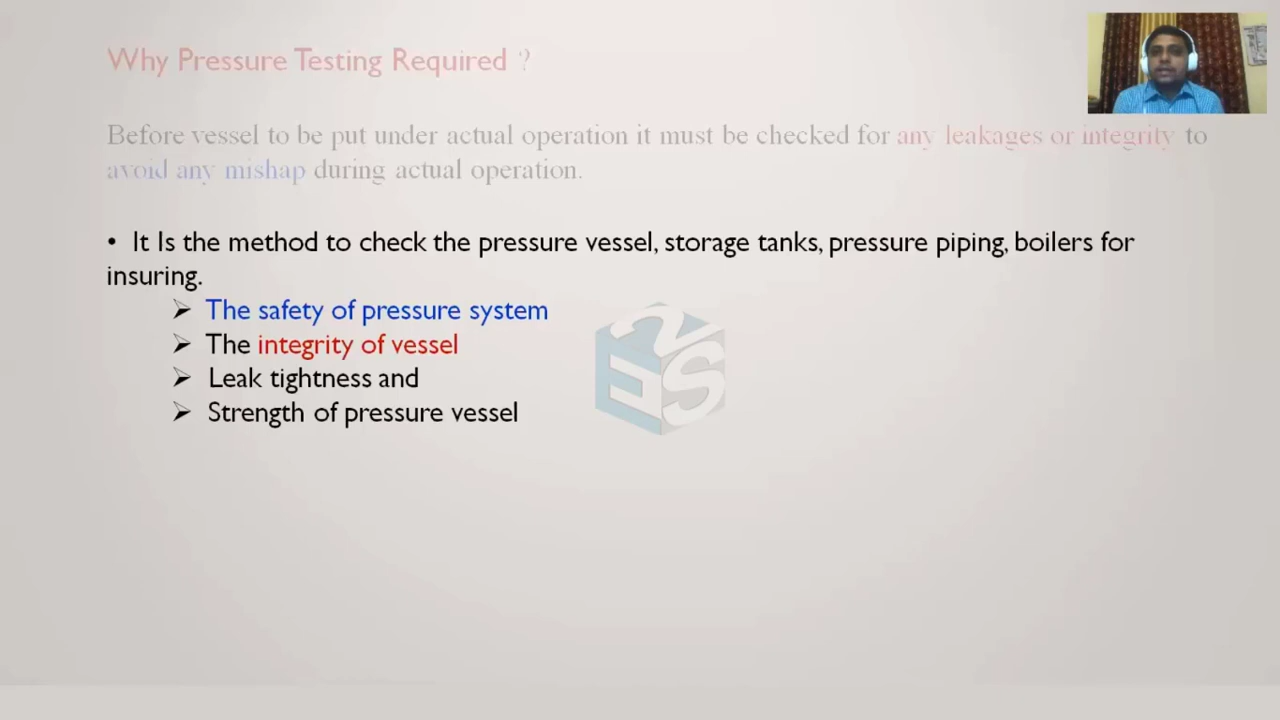 Why Pressure Testing Required ?
Before vessel to be put under actual operation it must be checked for any leakages or integrity to
avoid any mishap during actual operation.
• It Is the method to check the pressure vessel, storage tanks, pressure piping, boilers for
insuring.
➢ The safety of pressure system
➢ The integrity of vessel
➢ Leak tightness and
➢ Strength of pressure vessel
E2S